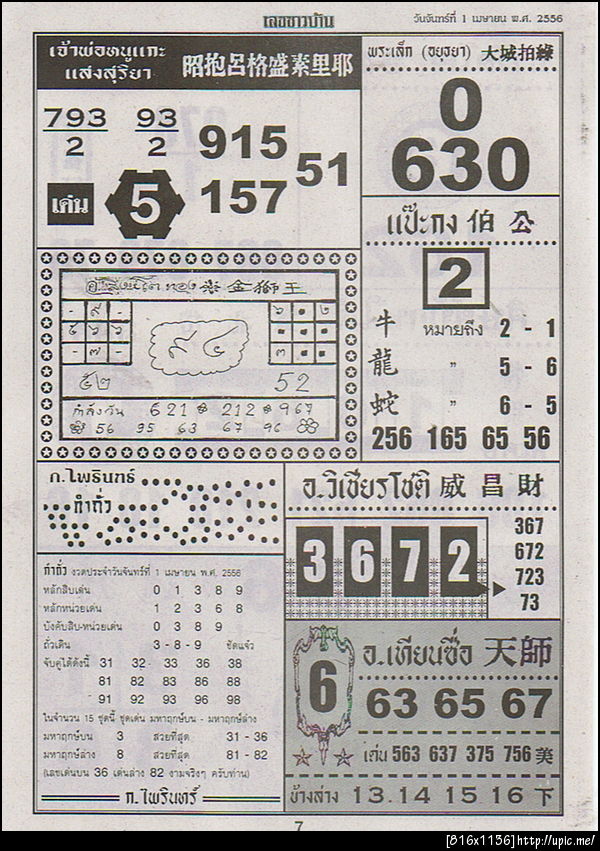 เลขชาวบ้าน
วันจันทร์ที่ 1 เมษายน พ.ศ. 2556
เจ้าพ่อหนูแกะ
แสงสุริยา
昭抱呂格盛素里耶
793 93
2 2
915
51
157
เด่น 5
พระเล็ก (อยุธยา) 大城拍綠
0
630
แป๊ะกง 伯公
2
牛 หมายถึง 2 - 1
龍 " 5 - 6
蛇 " 6 - 5
256 165 65 56
金獅王
- ๙ -
๕ ๖ ๖
- ๗ -
๕๒ 52
กำลังวัน 621 212 967
56 95 63 67 96
ก.ไพรินทร์
กำถั่ว
กำถั่ว งวดประจำวันจันทร์ที่ 1 เมษายน พ.ศ. 2556
หลักสิบเด่น 0 1 3 8 9
หลักหน่วยเด่น 1 2 3 6 8
บังคับสิบ-หน่วยเด่น 0 3 8 9
ถั่วเดิน 3-8-9 ชัดแจ๋ว
จับคู่ได้ดังนี้ 31 32 33 36 38
81 82 83 86 88
91 92 93 96 98
ในจำนวน 15 ชุดนี้ ชุดเด่น มหาฤกษ์บน - มหาฤกษ์ล่าง
มหาฤกษ์บน 3 สวยที่สุด 31 - 36
มหาฤกษ์ล่าง 8 สวยที่สุด 81 - 82
(เลขเด่นบน 36 เด่นล่าง 82 งามจริงๆ ครับท่าน)
ก.ไพรินทร์
อ.วิเชียรโชติ 威昌財
3 6 7 2
367
672
723
73
6
อ.เทียนซือ 天師
63 65 67
เด่น 563 637 375 756 美
ข้างล่าง 13.14 15 16 下
7
[816x1156]http://upic.me/